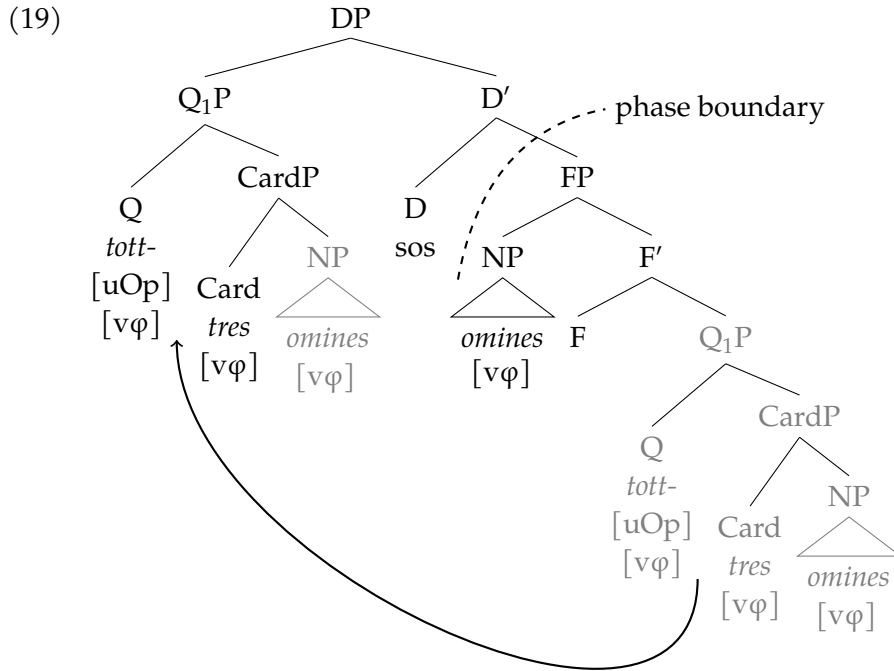 (19)
DP
Q₁P D′
phase boundary
Q CardP D FP
tott- sos
[uOp] Card NP NP F′
[vφ] tres omines omines F Q₁P
[vφ] [vφ] [vφ]
Q CardP
tott-
[uOp] Card NP
[vφ] tres omines
[vφ] [vφ]